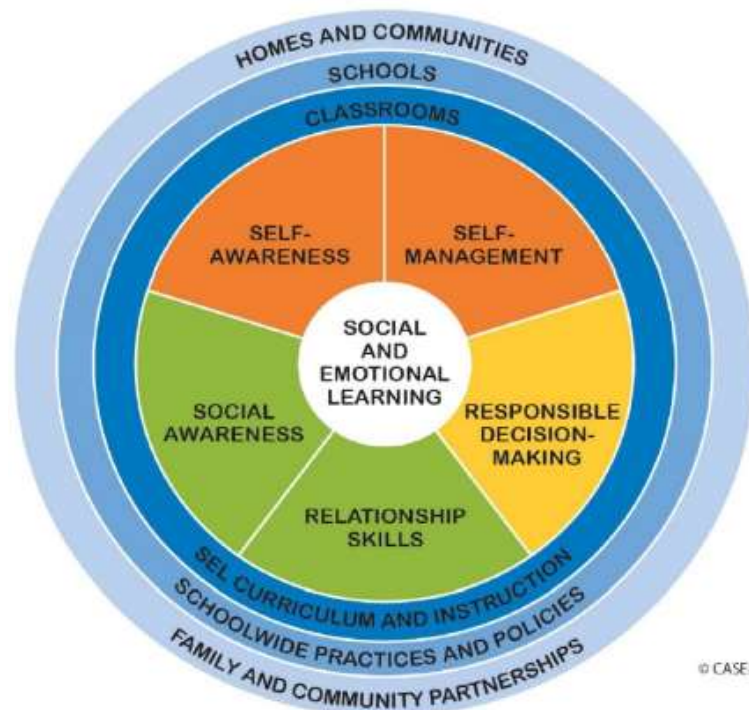 HOMES AND COMMUNITIES
SCHOOLS
CLASSROOMS
SELF-
AWARENESS
SELF-
MANAGEMENT
SOCIAL
AND
EMOTIONAL
LEARNING
SOCIAL
AWARENESS
RESPONSIBLE
DECISION-
MAKING
RELATIONSHIP
SKILLS
SEL CURRICULUM AND INSTRUCTION
SCHOOLWIDE PRACTICES AND POLICIES
FAMILY AND COMMUNITY PARTNERSHIPS
© CASE